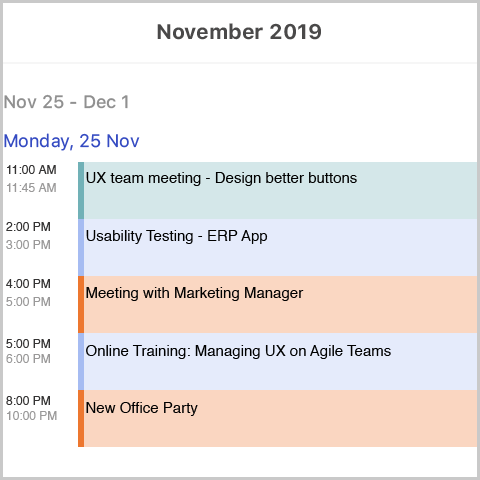 November 2019
Nov 25 - Dec 1
Monday, 25 Nov
11:00 AM
11:45 AM
UX team meeting - Design better buttons
2:00 PM
3:00 PM
Usability Testing - ERP App
4:00 PM
5:00 PM
Meeting with Marketing Manager
5:00 PM
6:00 PM
Online Training: Managing UX on Agile Teams
8:00 PM
10:00 PM
New Office Party